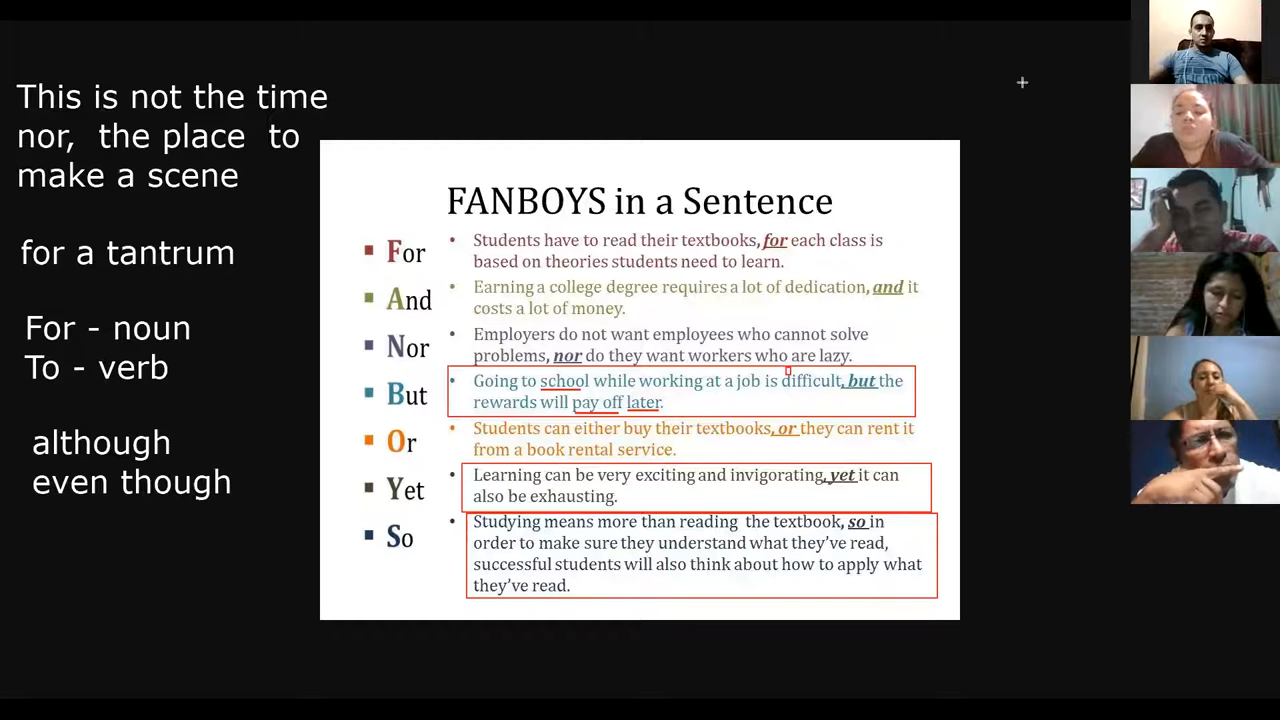 This is not the time
nor,  the place  to
make a scene
for a tantrum
For - noun
To - verb
although
even though
FANBOYS in a Sentence
▪ For
• Students have to read their textbooks, for each class is
based on theories students need to learn.
▪ And
• Earning a college degree requires a lot of dedication, and it
costs a lot of money.
▪ Nor
• Employers do not want employees who cannot solve
problems, nor do they want workers who are lazy.
▪ But
• Going to school while working at a job is difficult, but the
rewards will pay off later.
▪ Or
• Students can either buy their textbooks, or they can rent it
from a book rental service.
▪ Yet
• Learning can be very exciting and invigorating, yet it can
also be exhausting.
▪ So
• Studying means more than reading  the textbook, so in
order to make sure they understand what they've read,
successful students will also think about how to apply what
they've read.